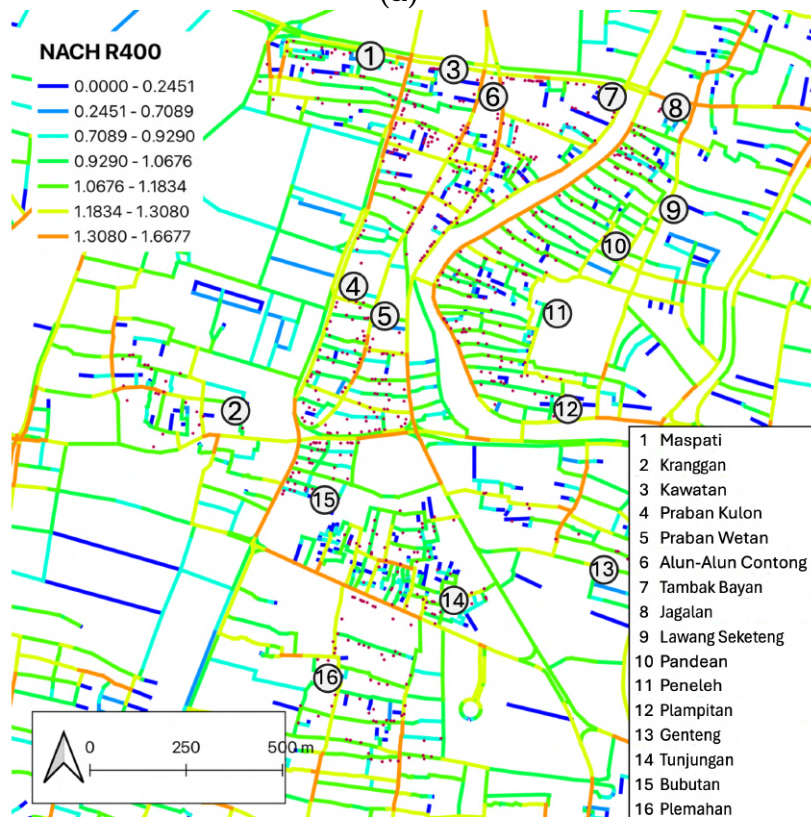 NACH R400
0.0000 - 0.2451
0.2451 - 0.7089
0.7089 - 0.9290
0.9290 - 1.0676
1.0676 - 1.1834
1.1834 - 1.3080
1.3080 - 1.6677
1
3
6
7
8
9
10
4
5
11
2
12
15
13
14
16
0 250 500 m
1 Maspati
2 Kranggan
3 Kawatan
4 Praban Kulon
5 Praban Wetan
6 Alun-Alun Contong
7 Tambak Bayan
8 Jagalan
9 Lawang Seketeng
10 Pandean
11 Peneleh
12 Plampitan
13 Genteng
14 Tunjungan
15 Bubutan
16 Plemahan